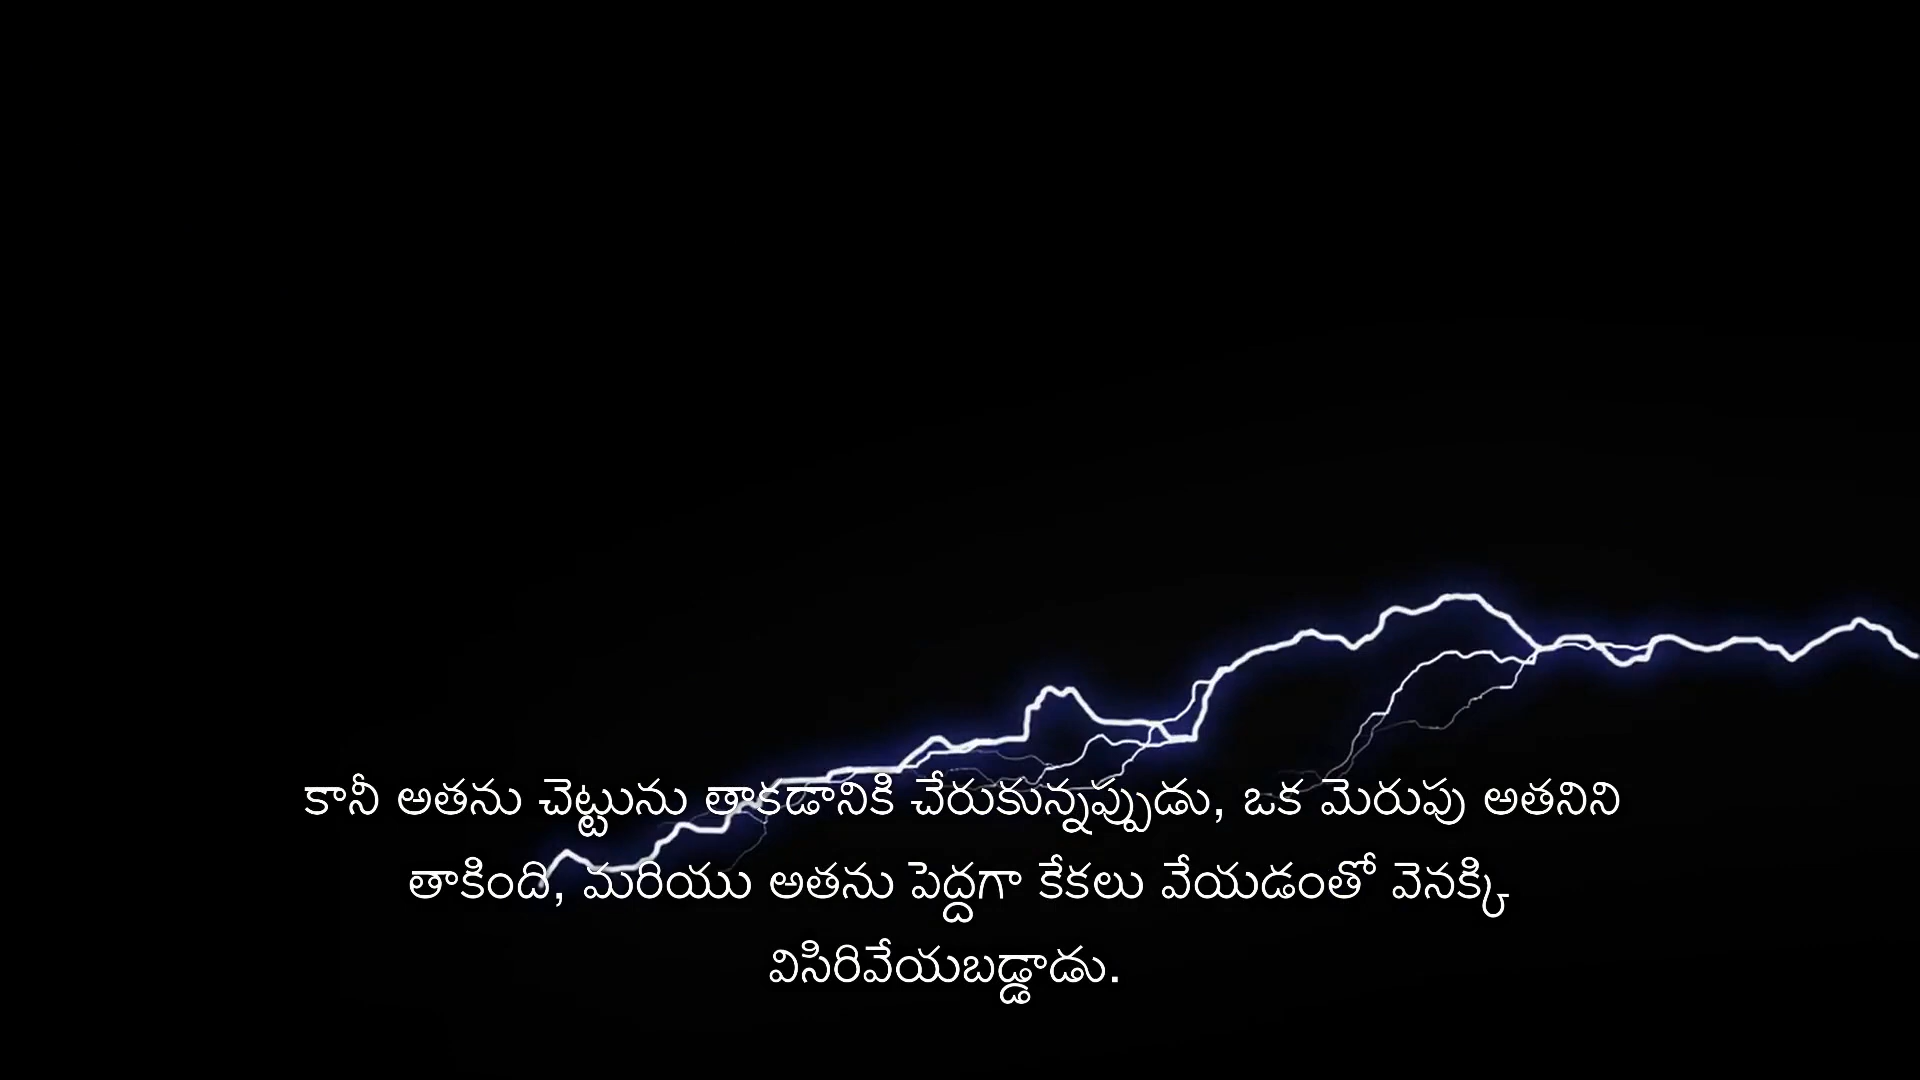 కానీ అతను చెట్టును తాకడానికి చేరుకున్నప్పుడు, ఒక మెరుపు అతనిని
తాకింది, మరియు అతను పెద్దగా కేకలు వేయడంతో వెనక్కి
విసిరివేయబడ్డాడు.